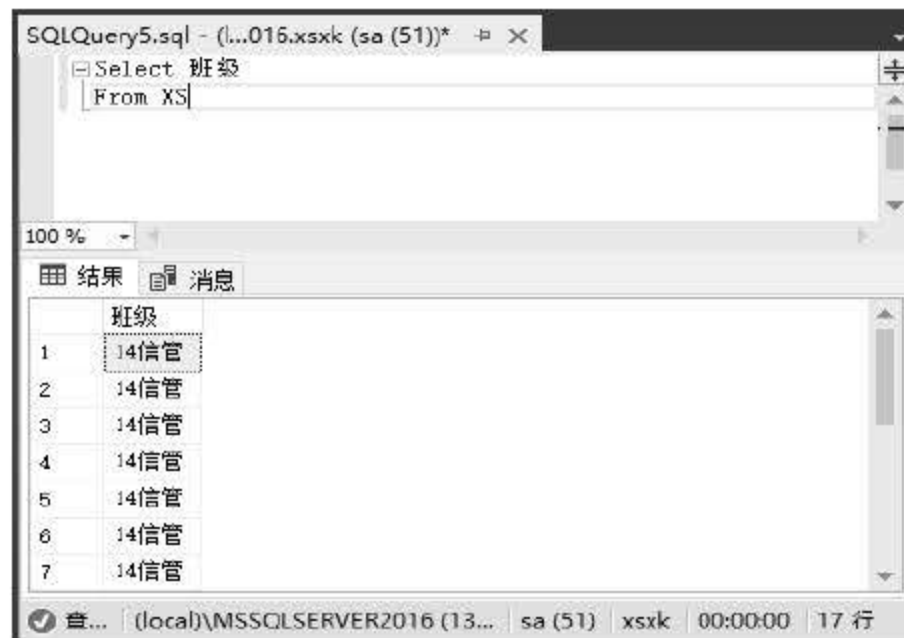 SQLQuery5.sql - (l...016.xsxk (sa (51))*
Select 班级
From XS
100 %
结果 消息
班级
1 14信管
2 14信管
3 14信管
4 14信管
5 14信管
6 14信管
7 14信管
查... (local)\MSSQLSERVER2016 (13... sa (51) xsxk 00:00:00 17 行